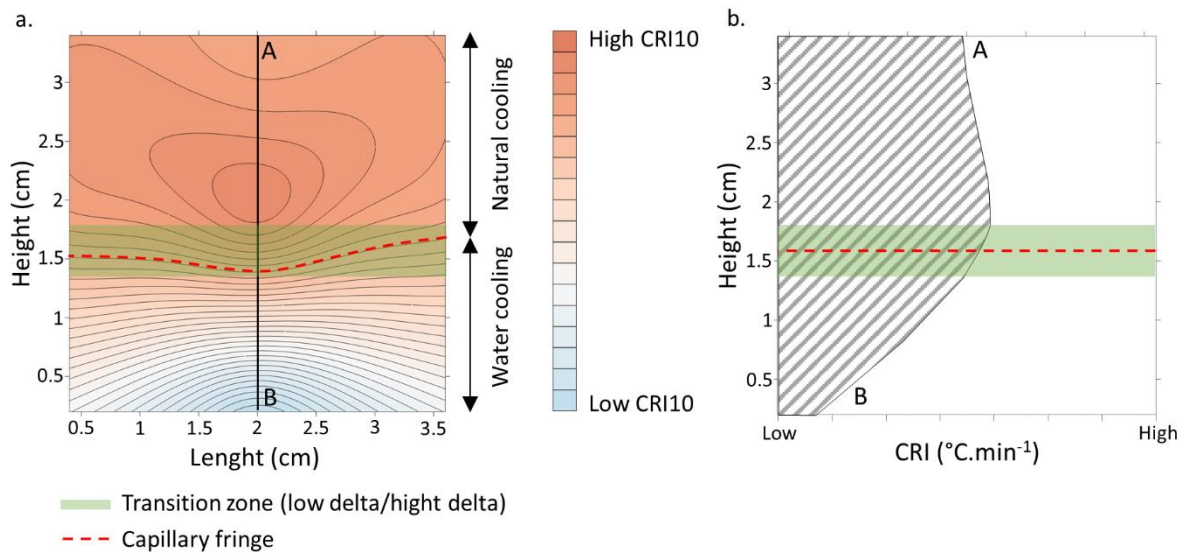 a.
b.
A
B
3
2.5
2
1.5
1
0.5
Height (cm)
0.5 1 1.5 2 2.5 3 3.5
Lenght (cm)
Natural cooling
Water cooling
High CRI10
Low CRI10
A
B
3
2.5
2
1.5
1
0.5
Height (cm)
Low
High
CRI (°C.min-1)
Transition zone (low delta/hight delta)
Capillary fringe